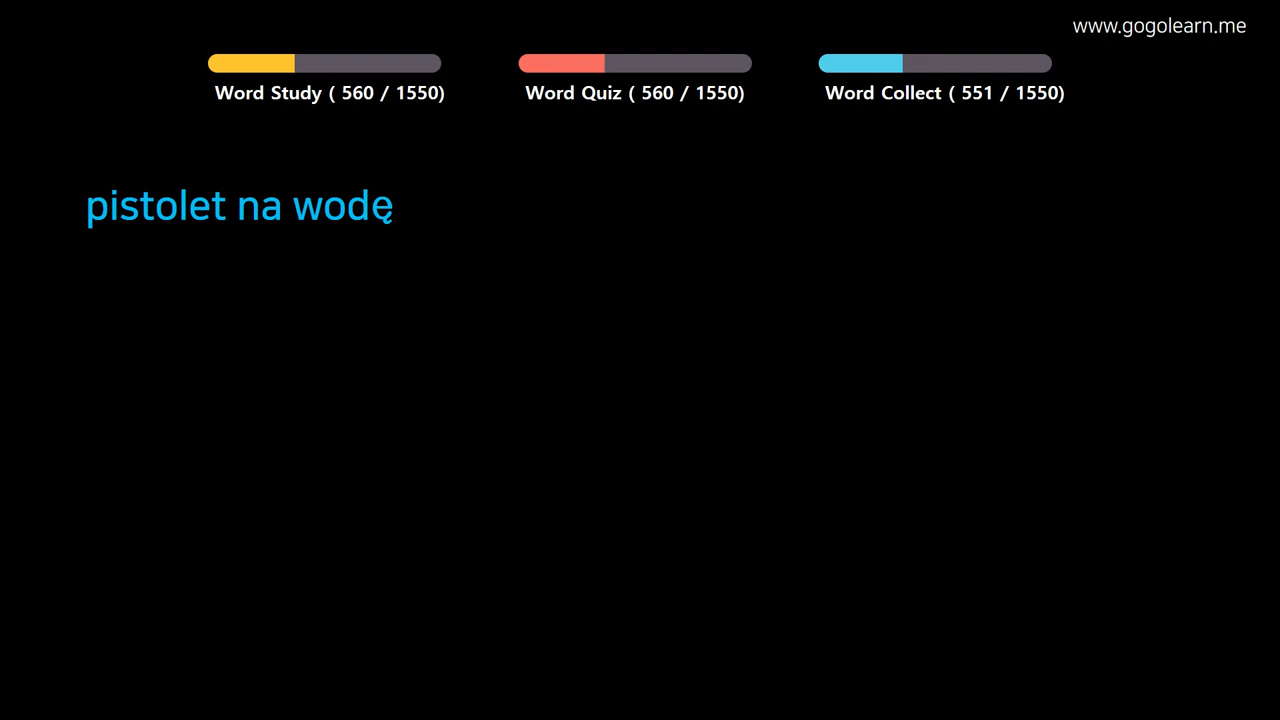 www.gogolearn.me
Word Study ( 560 / 1550)
Word Quiz ( 560 / 1550)
Word Collect ( 551 / 1550)
pistolet na wodę